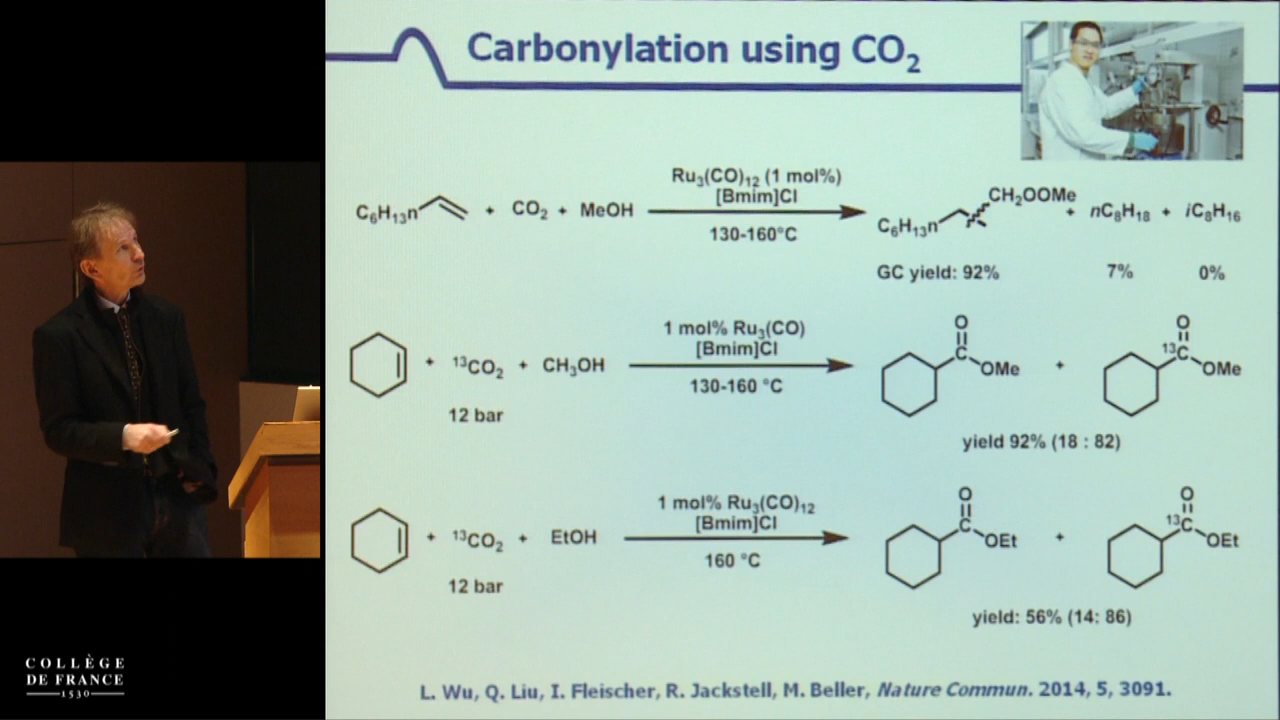 Carbonylation using CO₂
C₆H₁₃n + CO₂ + MeOH
Ru₃(CO)₁₂ (1 mol%)
[Bmim]Cl
130-160°C
C₆H₁₃n CH₂OOMe + nC₈H₁₈ + iC₈H₁₆
GC yield: 92% 7% 0%
+ ¹³CO₂ + CH₃OH
12 bar
1 mol% Ru₃(CO)
[Bmim]Cl
130-160 °C
O
C
OMe
+
O
¹³C
OMe
yield 92% (18 : 82)
+ ¹³CO₂ + EtOH
12 bar
1 mol% Ru₃(CO)₁₂
[Bmim]Cl
160 °C
O
C
OEt
+
O
¹³C
OEt
yield: 56% (14: 86)
L. Wu, Q. Liu, I. Fleischer, R. Jackstell, M. Beller, Nature Commun. 2014, 5, 3091.
COLLÈGE
DE FRANCE
1530